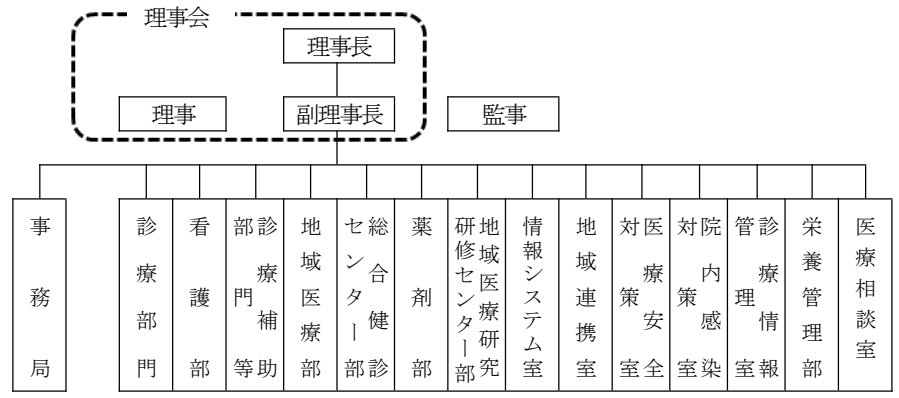 理事会
理事長
理事
副理事長
監事
事務局
診療部門
看護部
診療補助
部門等
地域医療部
総合健診
センター部
薬剤部
地域医療研究
研修センター部
情報システム室
地域連携室
医療安全
対策室
院内感染
対策室
診療情報
管理室
栄養管理部
医療相談室